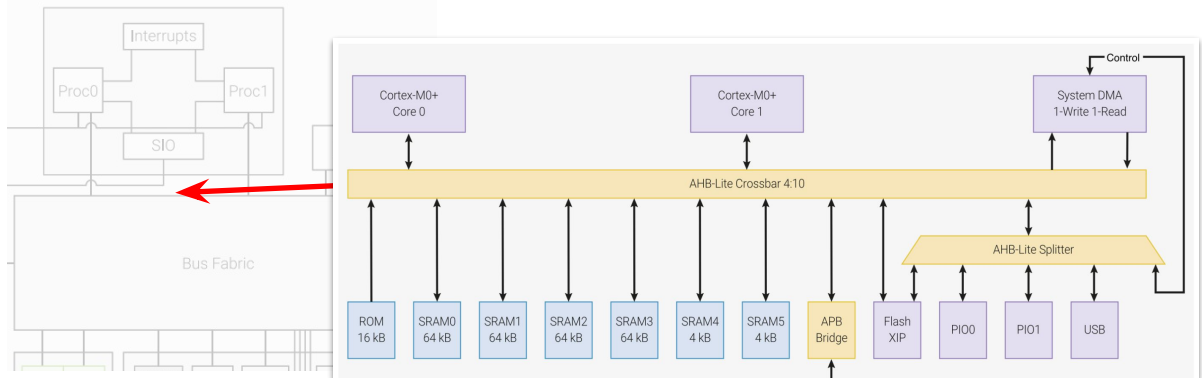 Interrupts
Proc0
Proc1
SIO
Bus Fabric
Control
Cortex-M0+
Core 0
Cortex-M0+
Core 1
System DMA
1-Write 1-Read
AHB-Lite Crossbar 4:10
AHB-Lite Splitter
ROM
16 kB
SRAM0
64 kB
SRAM1
64 kB
SRAM2
64 kB
SRAM3
64 kB
SRAM4
4 kB
SRAM5
4 kB
APB
Bridge
Flash
XIP
PIO0
PIO1
USB